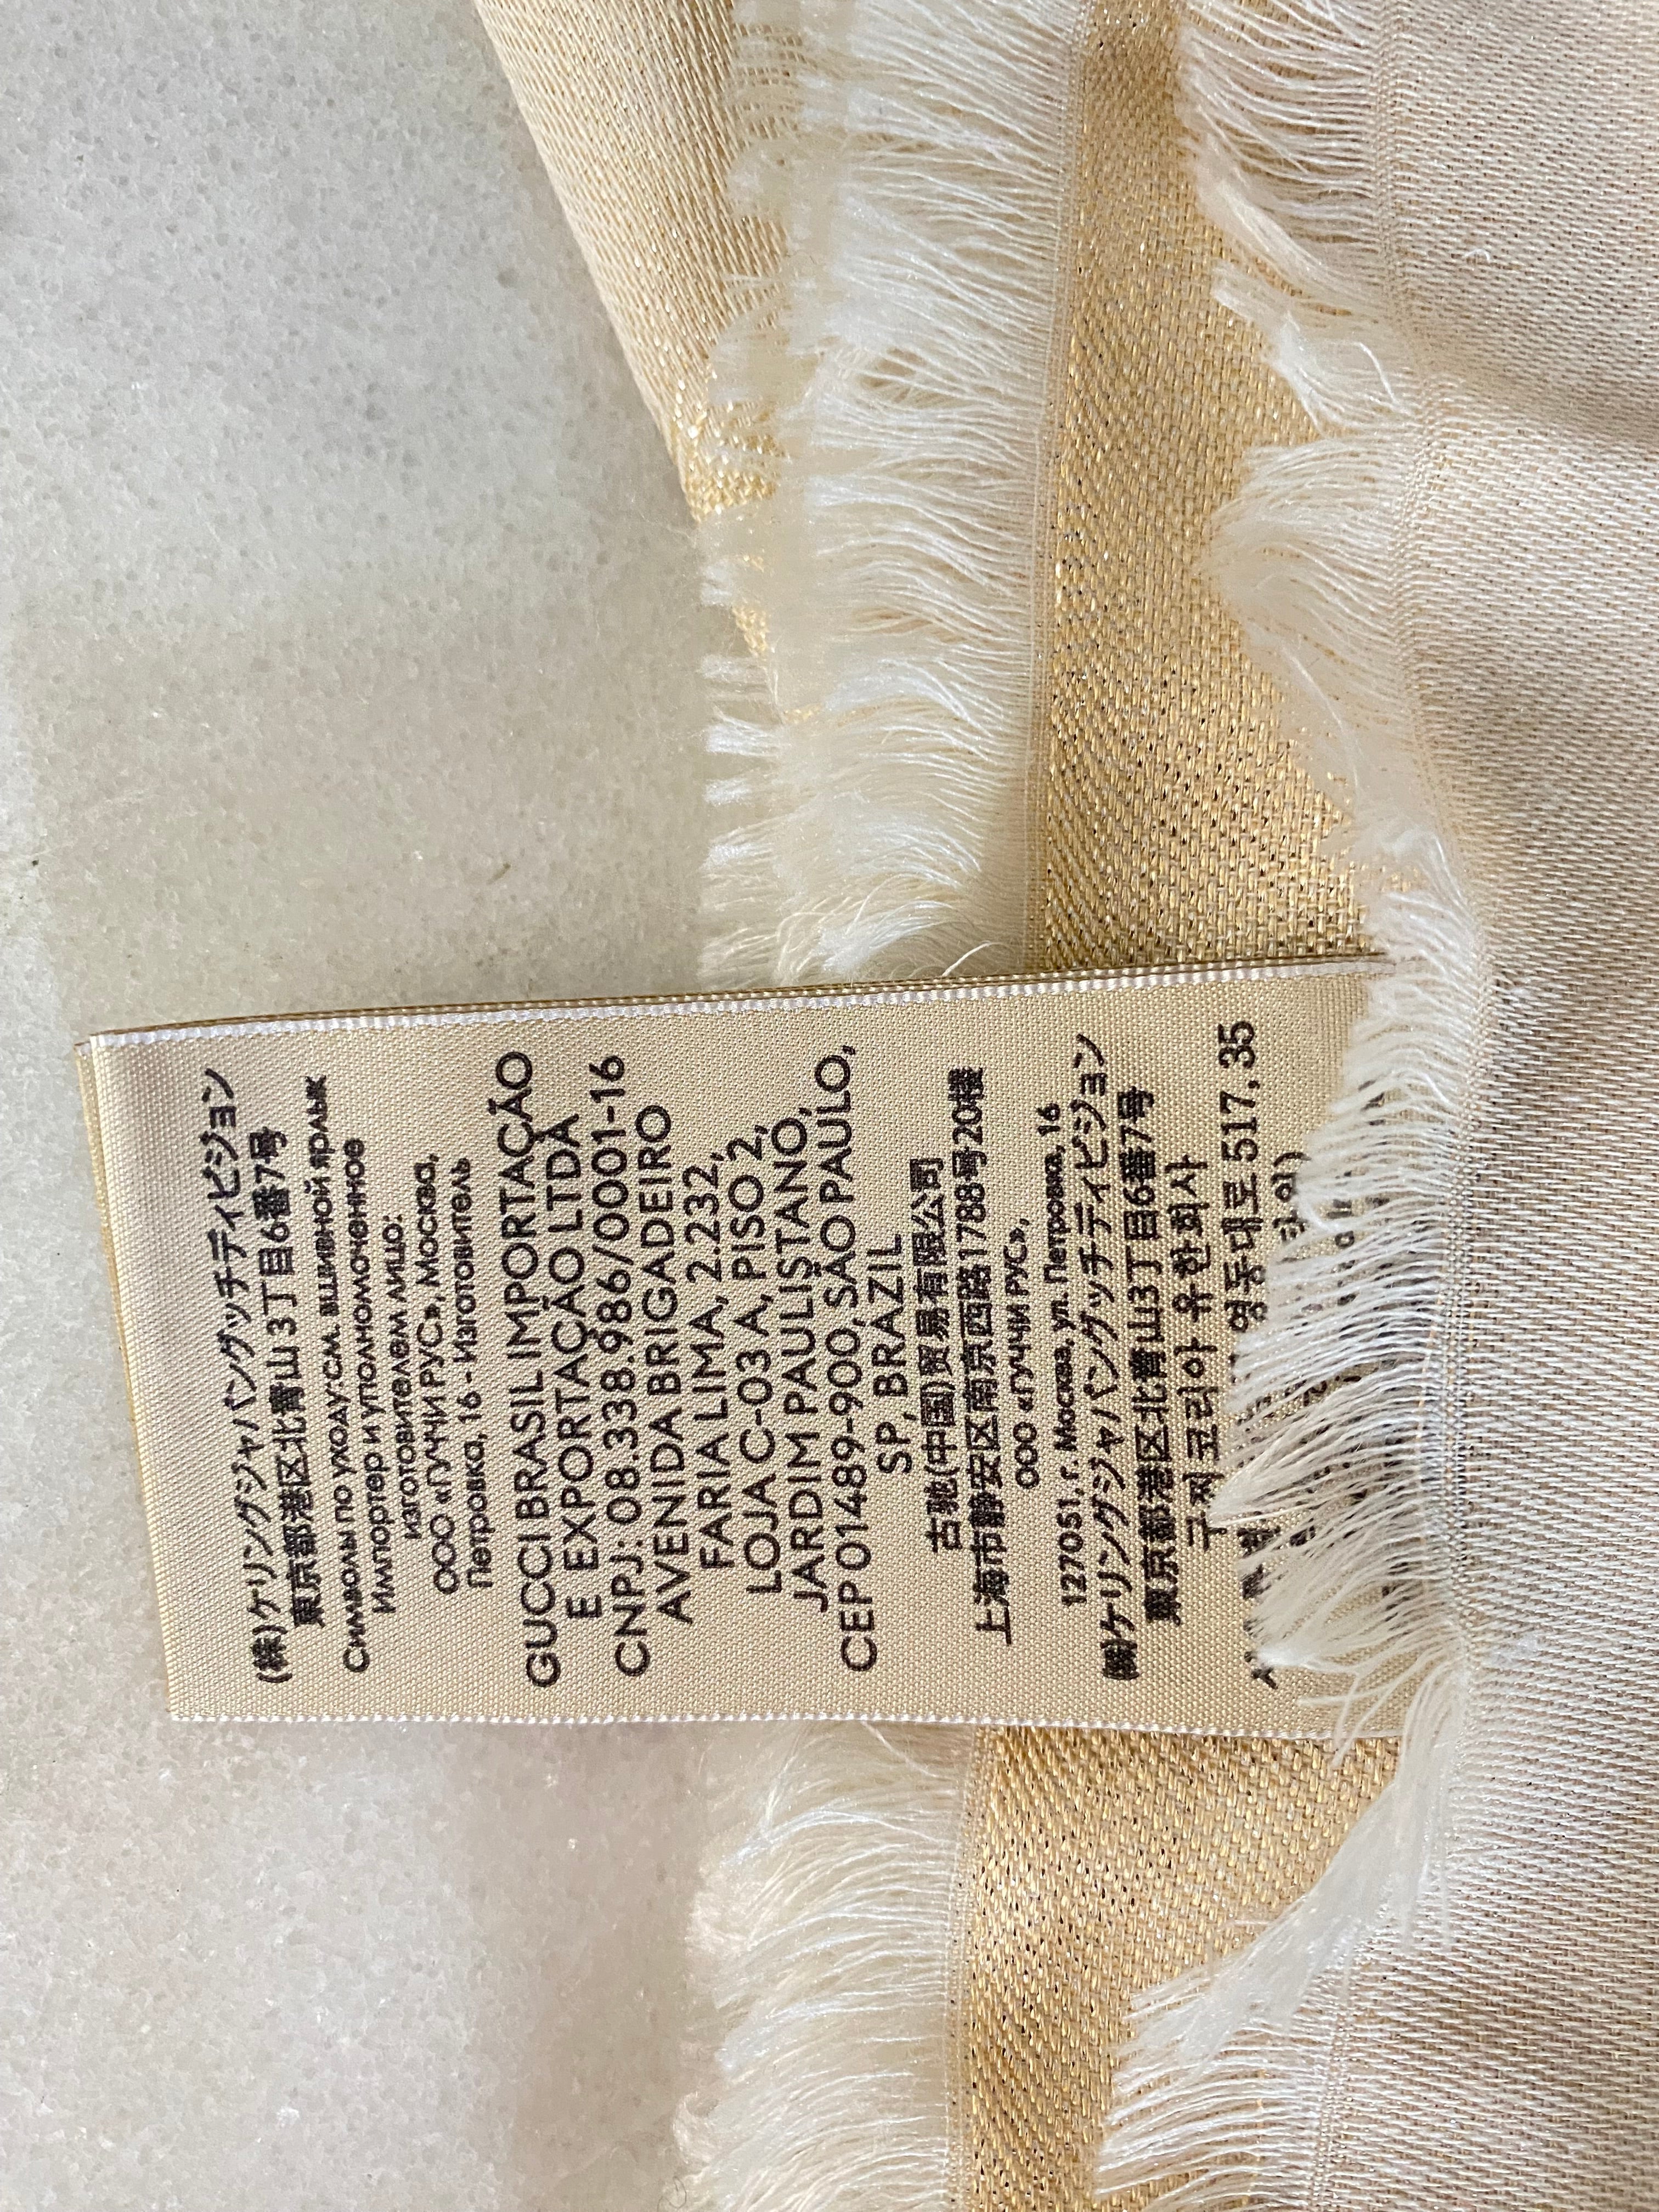 (株)ケリングジャパングッチディビジョン
東京都港区北青山3丁目6番7号
Символы по уходу-см. вшивной ярлык
Импортер и уполномоченное
изготовителем лицо:
ООО «ГУЧЧИ РУС», Москва,
Петровка, 16 - Изготовитель
GUCCI BRASIL IMPORTAÇÃO
E EXPORTAÇÃO LTDA
CNPJ: 08.338.986/0001-16
AVENIDA BRIGADEIRO
FARIA LIMA, 2.232,
LOJA C-03 A, PISO 2,
JARDIM PAULISTANO,
CEP 01489-900, SÃO PAULO,
SP, BRAZIL
古驰(中国)贸易有限公司
上海市静安区南京西路1788号20楼
ООО «ГУЧЧИ РУС»,
127051, г. Москва, ул. Петровка, 16
㈱ケリングジャパングッチディビジョン
東京都港区北青山3丁目6番7号
구찌코리아 유한회사
영동대로 517, 35